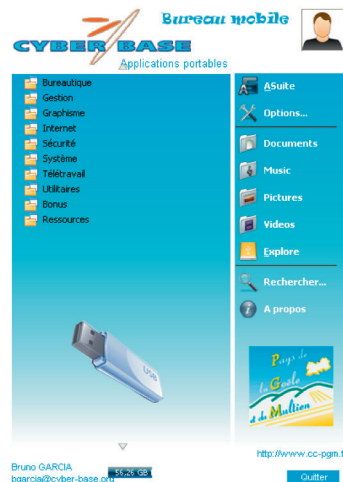 Bureau mobile
CYBER BASE
Applications portables
Bureautique
Gestion
Graphisme
Internet
Sécurité
Système
Télétravail
Utilitaires
Bonus
Ressources
ASuite
Options...
Documents
Music
Pictures
Videos
Explore
Rechercher...
A propos
USB
Pays de
la Goële
et du Multien
http://www.cc-pgm.f
Bruno GARCIA
bgarcia@cyber-base.org
56,26 GB
Quitter